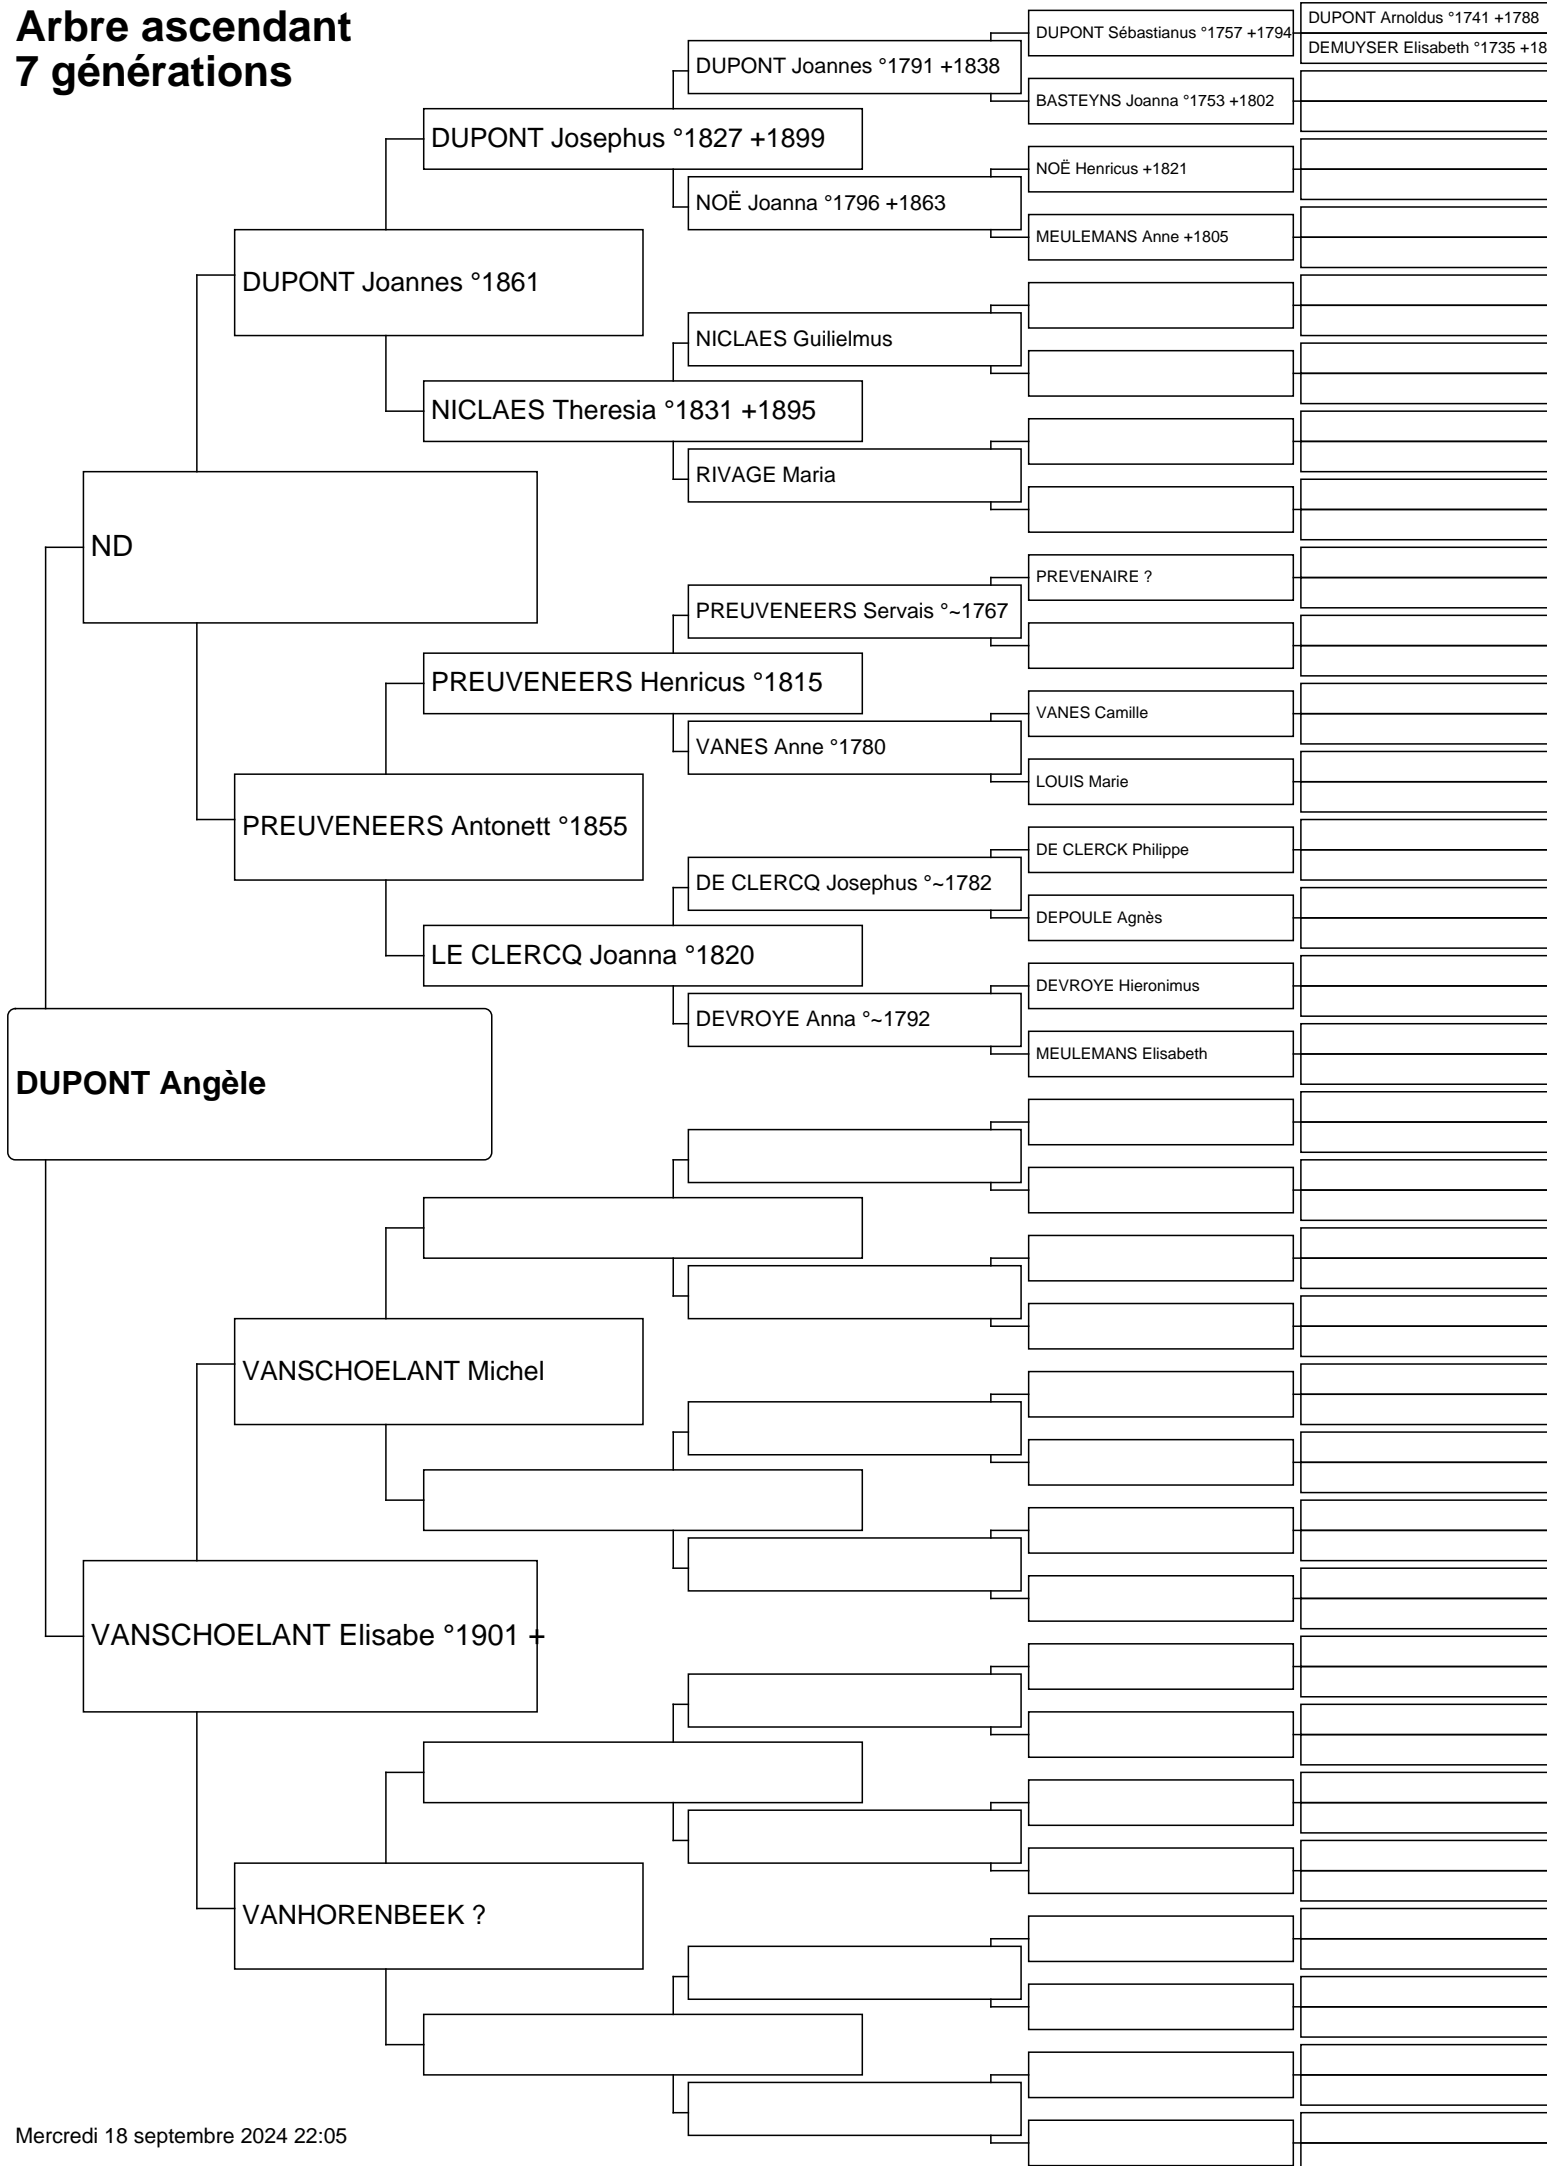 Arbre ascendant
7 générations
DUPONT Arnoldus °1741 +1788
DUPONT Sébastianus °1757 +1794
DEMUYSER Elisabeth °1735 +18
DUPONT Joannes °1791 +1838
BASTEYNS Joanna °1753 +1802
DUPONT Josephus °1827 +1899
NOË Henricus +1821
NOË Joanna °1796 +1863
MEULEMANS Anne +1805
DUPONT Joannes °1861
NICLAES Guilielmus
NICLAES Theresia °1831 +1895
RIVAGE Maria
ND
PREVENAIRE ?
PREUVENEERS Servais °~1767
PREUVENEERS Henricus °1815
VANES Camille
VANES Anne °1780
LOUIS Marie
PREUVENEERS Antonett °1855
DE CLERCK Philippe
DE CLERCQ Josephus °~1782
DEPOULE Agnès
LE CLERCQ Joanna °1820
DEVROYE Hieronimus
DEVROYE Anna °~1792
MEULEMANS Elisabeth
DUPONT Angèle
VANSCHOELANT Michel
VANSCHOELANT Elisabe °1901 +
VANHORENBEEK ?
Mercredi 18 septembre 2024 22:05